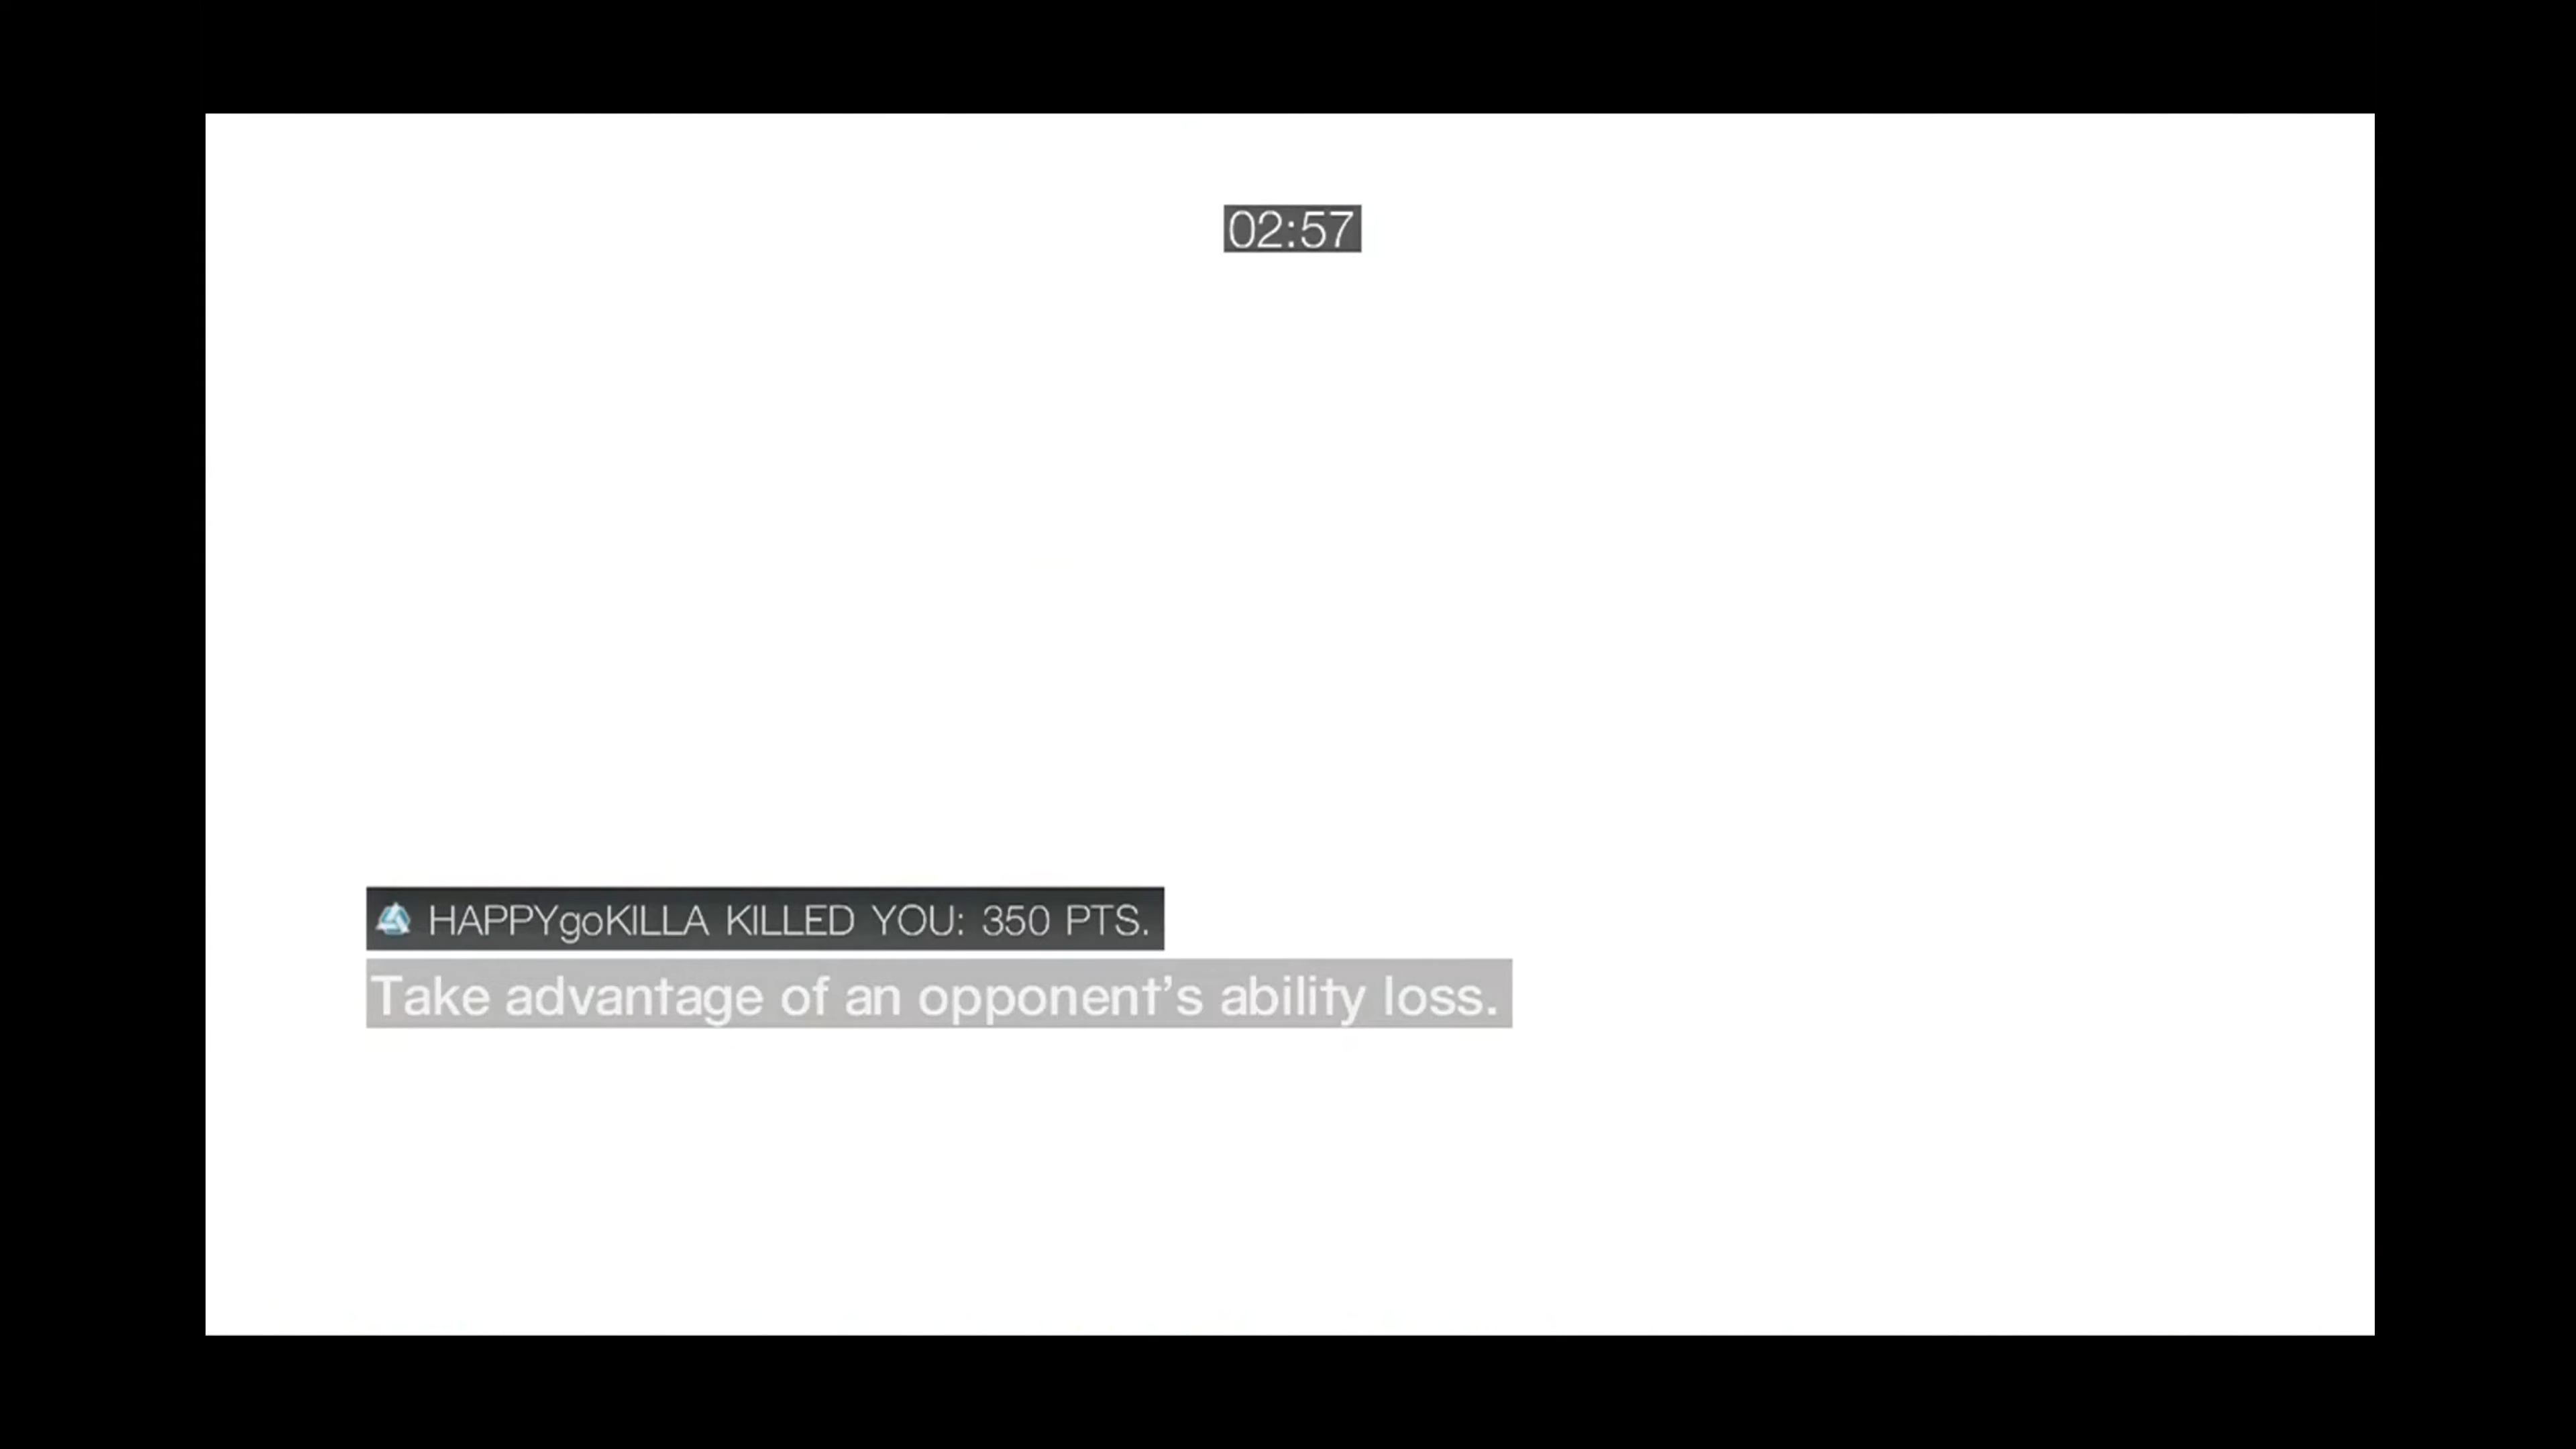 02:57
HAPPYgoKILLA KILLED YOU: 350 PTS.
Take advantage of an opponent’s ability loss.